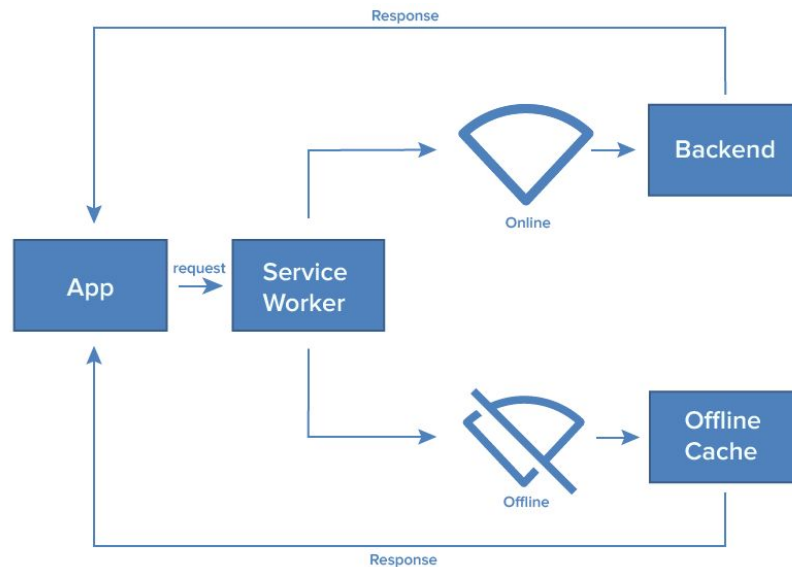 Response
Backend
Online
request
App
Service
Worker
Offline
Cache
Offline
Response